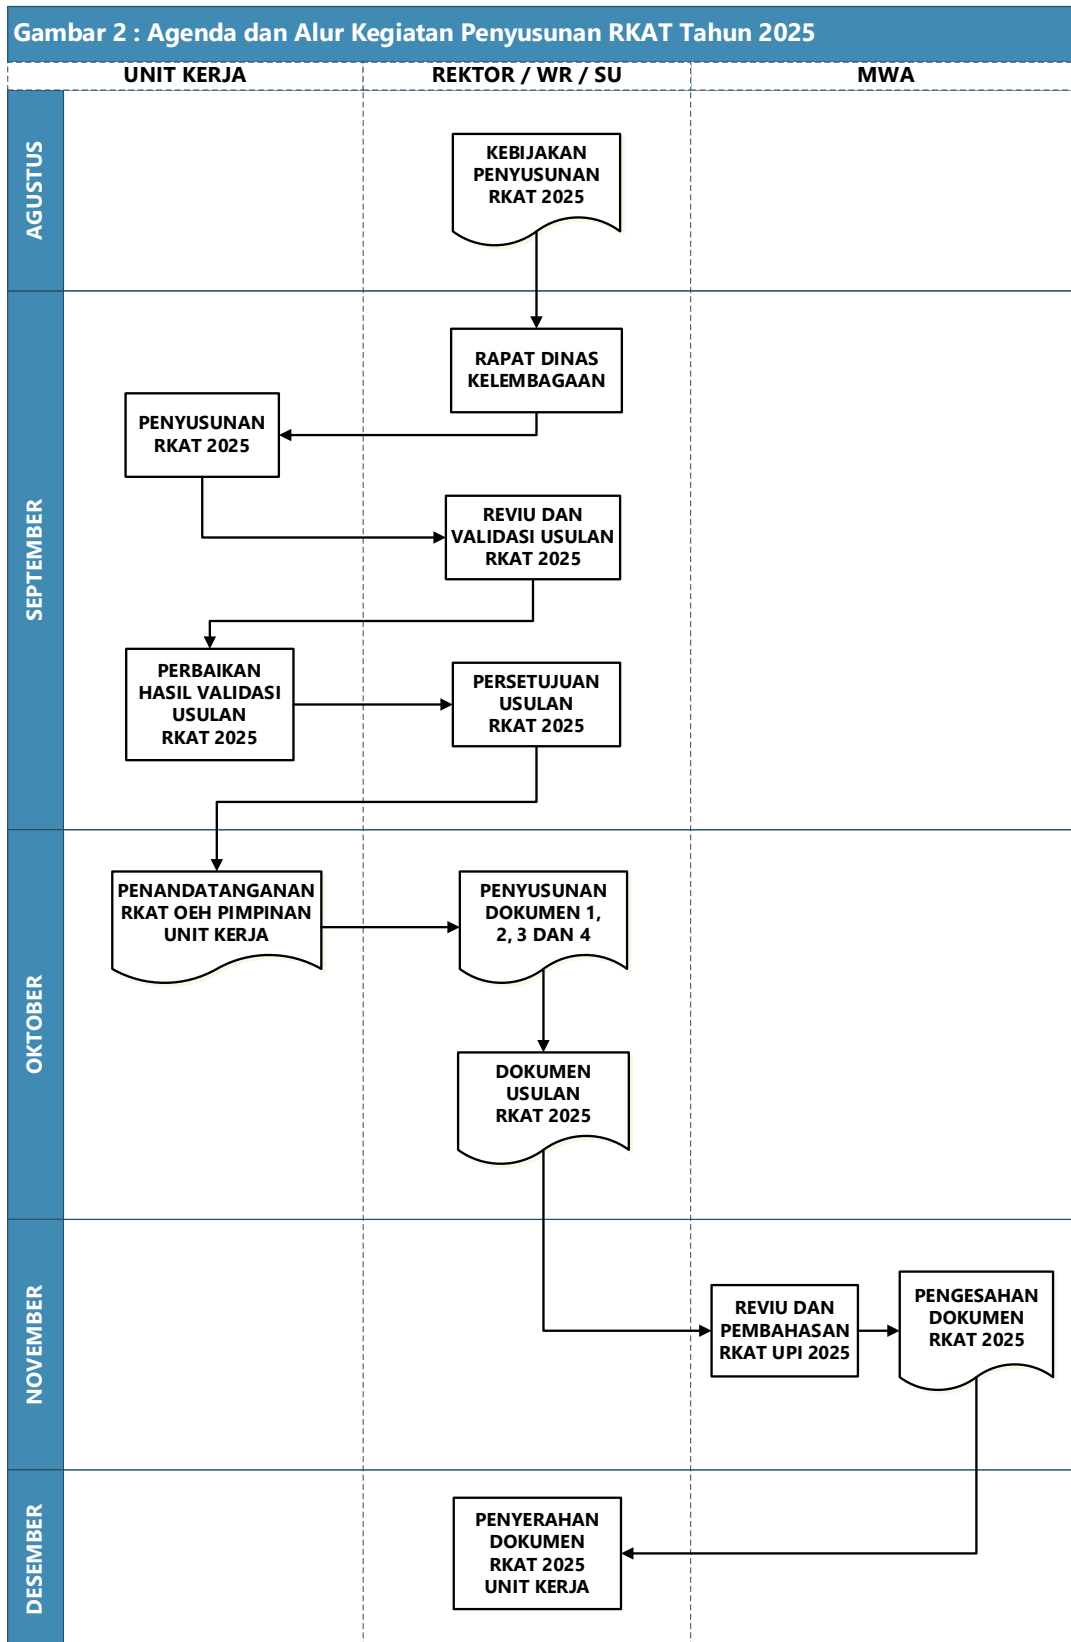 Gambar 2 : Agenda dan Alur Kegiatan Penyusunan RKAT Tahun 2025
UNIT KERJA
REKTOR / WR / SU
MWA
AGUSTUS
KEBIJAKAN
PENYUSUNAN
RKAT 2025
SEPTEMBER
RAPAT DINAS
KELEMBAGAAN
PENYUSUNAN
RKAT 2025
REVIU DAN
VALIDASI USULAN
RKAT 2025
PERBAIKAN
HASIL VALIDASI
USULAN
RKAT 2025
PERSETUJUAN
USULAN
RKAT 2025
OKTOBER
PENANDATANGANAN
RKAT OEH PIMPINAN
UNIT KERJA
PENYUSUNAN
DOKUMEN 1,
2, 3 DAN 4
DOKUMEN
USULAN
RKAT 2025
NOVEMBER
REVIU DAN
PEMBAHASAN
RKAT UPI 2025
PENGESAHAN
DOKUMEN
RKAT 2025
DESEMBER
PENYERAHAN
DOKUMEN
RKAT 2025
UNIT KERJA